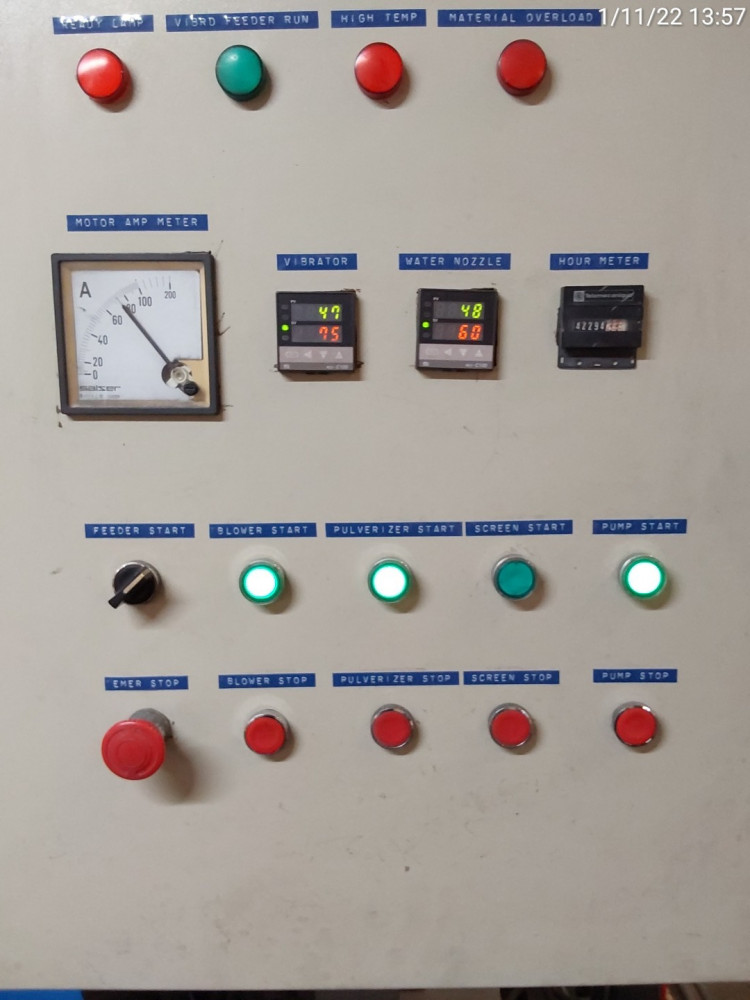 READY LAMP
VIBRO FEEDER RUN
HIGH TEMP
MATERIAL OVERLOAD
1/11/22 13:57
MOTOR AMP METER
A
0
20
40
60
80
100
200
VIBRATOR
47
75
WATER NOZZLE
48
60
HOUR METER
Telemecanique
42294
FEEDER START
BLOWER START
PULVERIZER START
SCREEN START
PUMP START
EMER STOP
BLOWER STOP
PULVERIZER STOP
SCREEN STOP
PUMP STOP